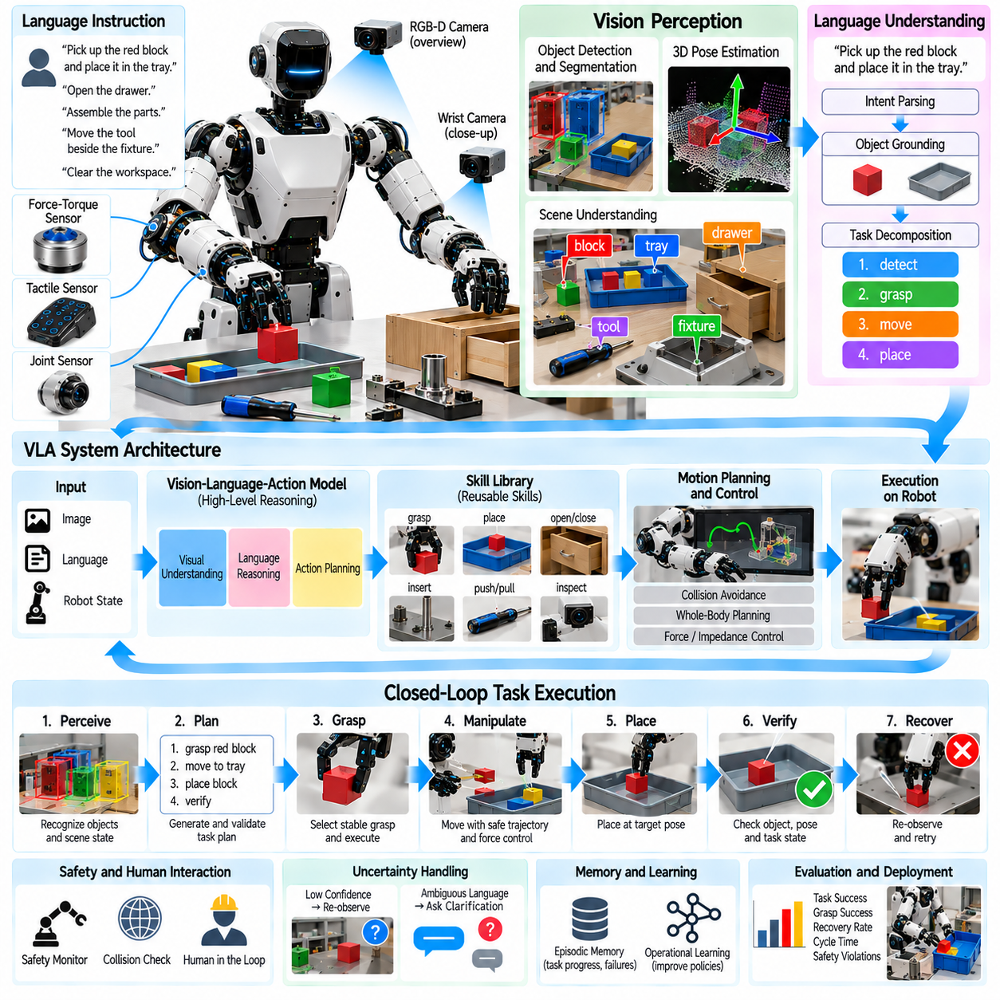 Language Instruction
“Pick up the red block
and place it in the tray.”
“Open the drawer.”
“Assemble the parts.”
“Move the tool
beside the fixture.”
“Clear the workspace.”
Force-Torque
Sensor
Tactile Sensor
Joint Sensor
RGB-D Camera
(overview)
Wrist Camera
(close-up)
Vision Perception
Object Detection
and Segmentation
3D Pose Estimation
Scene Understanding
block
tray
drawer
tool
fixture
Language Understanding
“Pick up the red block
and place it in the tray.”
Intent Parsing
Object Grounding
Task Decomposition
1. detect
2. grasp
3. move
4. place
VLA System Architecture
Input
Image
Language
Robot State
Vision-Language-Action Model
(High-Level Reasoning)
Visual
Understanding
Language
Reasoning
Action Planning
Skill Library
(Reusable Skills)
grasp
place
open/close
insert
push/pull
inspect
Motion Planning
and Control
Collision Avoidance
Whole-Body Planning
Force / Impedance Control
Execution
on Robot
Closed-Loop Task Execution
1. Perceive
Recognize objects
and scene state
2. Plan
1. grasp red block
2. move to tray
3. place block
4. verify
Generate and validate
task plan
3. Grasp
Select stable grasp
and execute
4. Manipulate
Move with safe trajectory
and force control
5. Place
Place at target pose
6. Verify
Check object, pose
and task state
7. Recover
Re-observe
and retry
Safety and Human Interaction
Safety Monitor
Collision Check
Human in the Loop
Uncertainty Handling
Low Confidence
→ Re-observe
?
Ambiguous Language
→ Ask Clarification
?
Memory and Learning
Episodic Memory
(task progress, failures)
Operational Learning
(improve policies)
Evaluation and Deployment
Task Success
Grasp Success
Recovery Rate
Cycle Time
Safety Violations